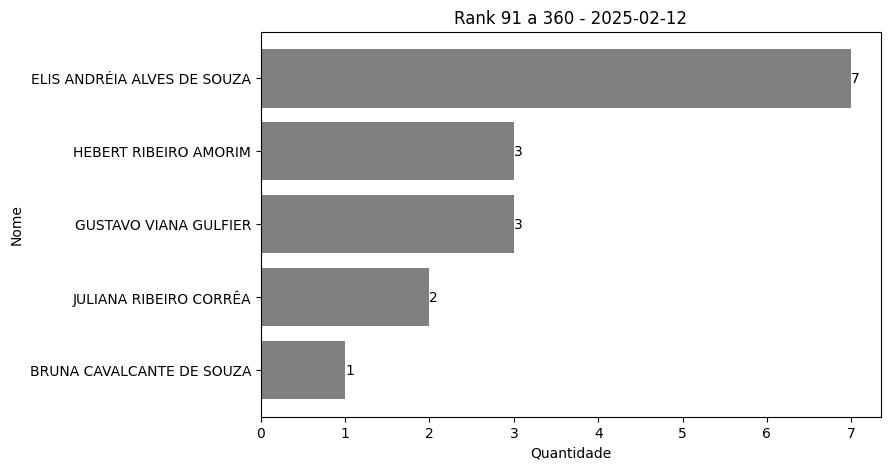 Rank 91 a 360 - 2025-02-12
Nome
ELIS ANDRÉIA ALVES DE SOUZA
7
HEBERT RIBEIRO AMORIM
3
GUSTAVO VIANA GULFIER
3
JULIANA RIBEIRO CORRÊA
2
BRUNA CAVALCANTE DE SOUZA
1
0 1 2 3 4 5 6 7
Quantidade